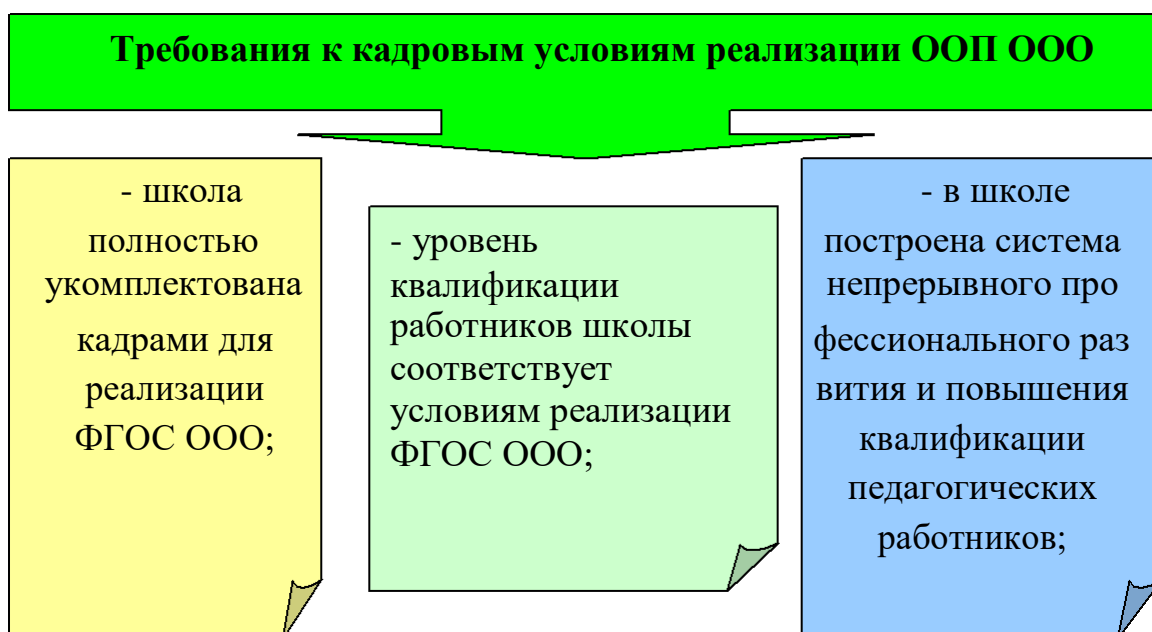 Требования к кадровым условиям реализации ООП ООО
- школа
полностью
укомплектована
кадрами для
реализации
ФГОС ООО;
- уровень
квалификации
работников школы
соответствует
условиям реализации
ФГОС ООО;
- в школе
построена система
непрерывного про
фессионального раз
вития и повышения
квалификации
педагогических
работников;